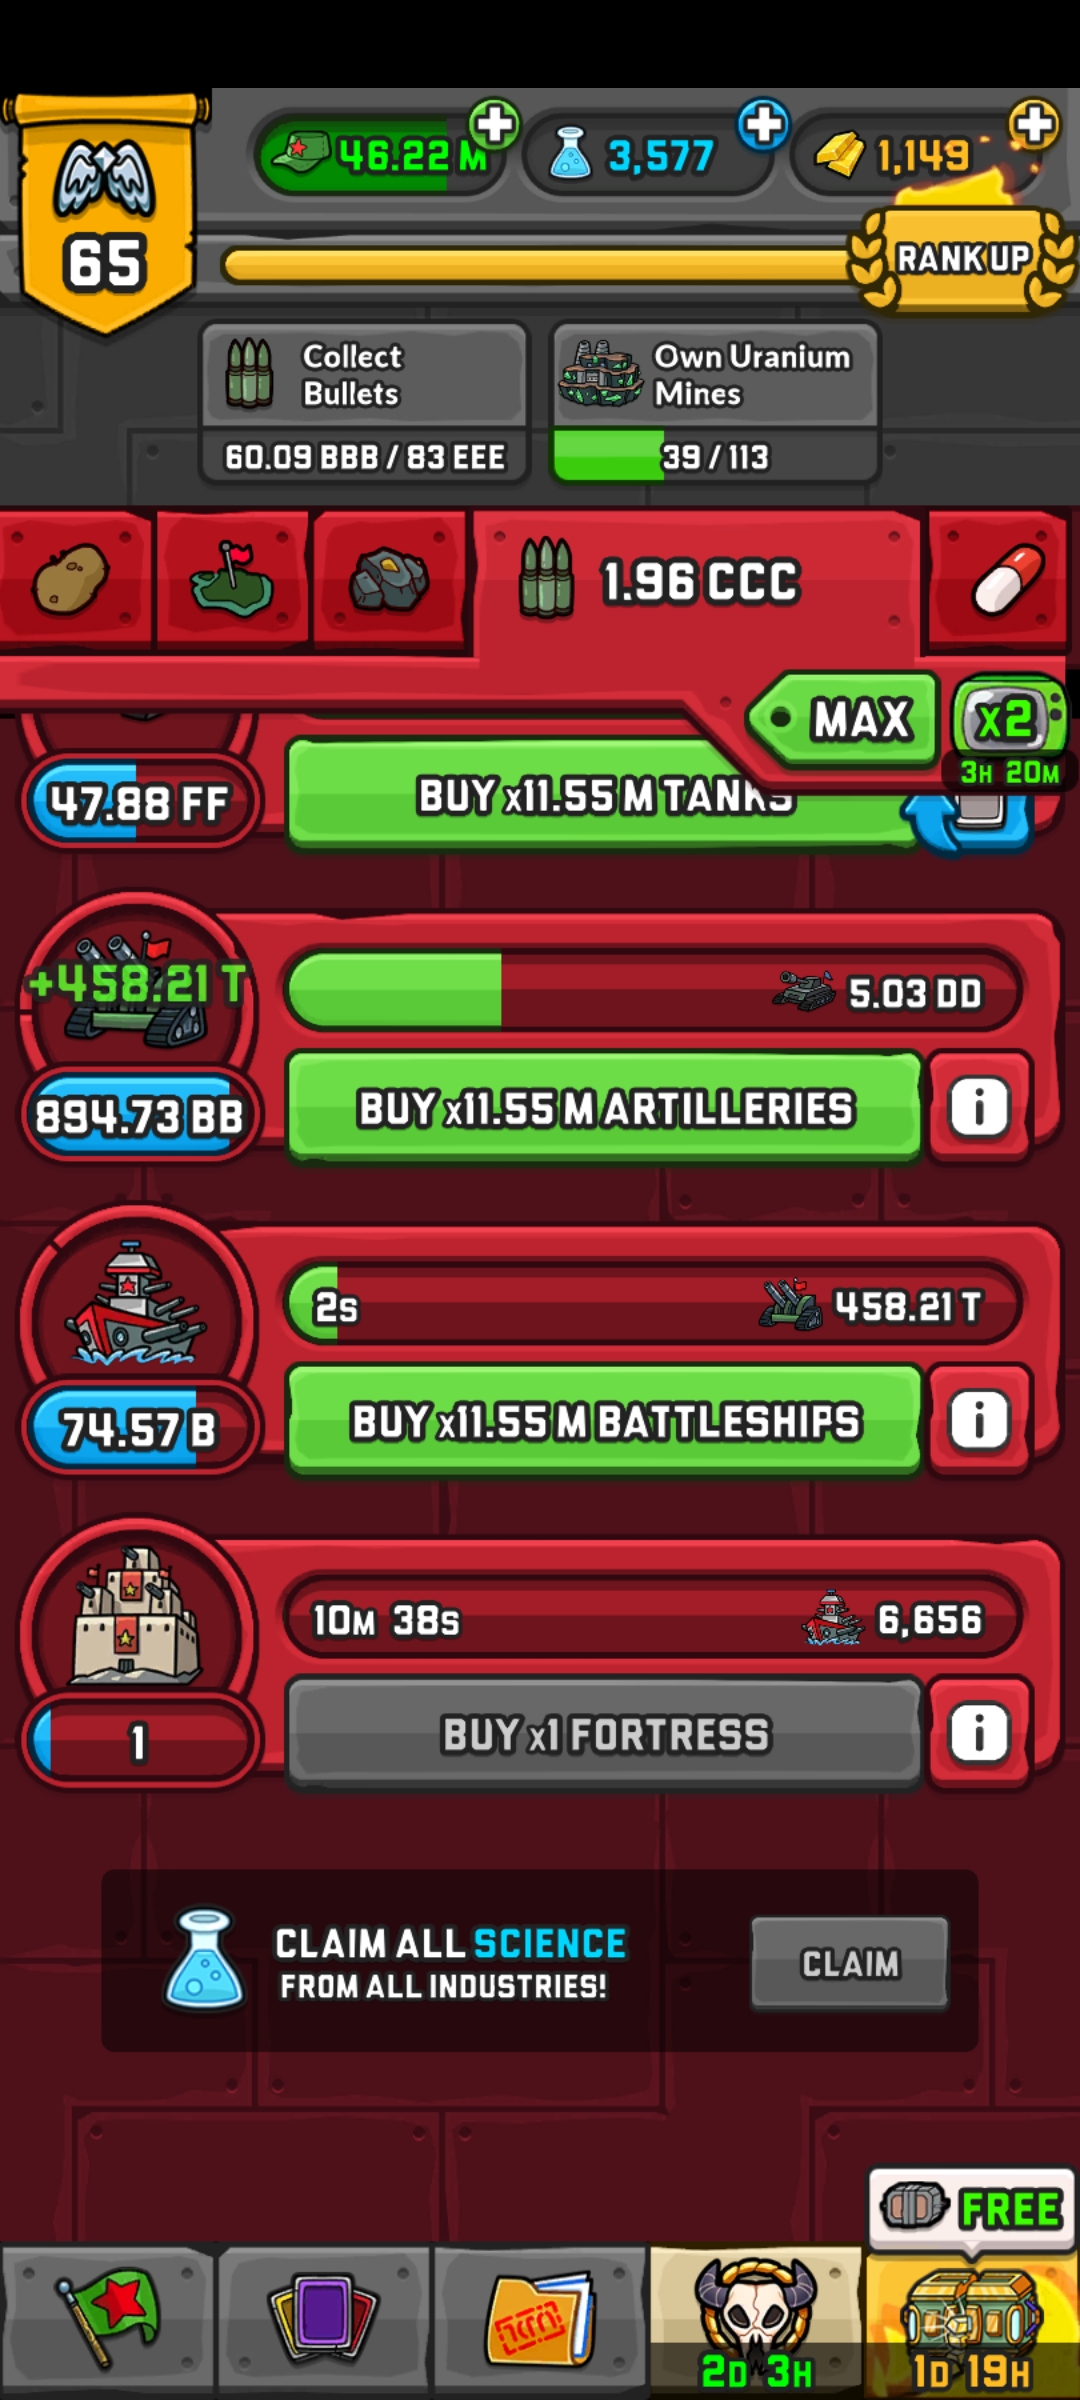 46.22 M
3,577
1,149
65
RANK UP
Collect
Bullets
60.09 BBB / 83 EEE
Own Uranium
Mines
39 / 113
1.96 CCC
MAX
x2
3H 20M
47.88 FF
BUY x11.55 M TANKS
+458.21 T
5.03 DD
894.73 BB
BUY x11.55 M ARTILLERIES
i
2s
458.21 T
74.57 B
BUY x11.55 M BATTLESHIPS
i
10M 38s
6,656
1
BUY x1 FORTRESS
i
CLAIM ALL SCIENCE
FROM ALL INDUSTRIES!
CLAIM
FREE
2D 3H
1D 19H